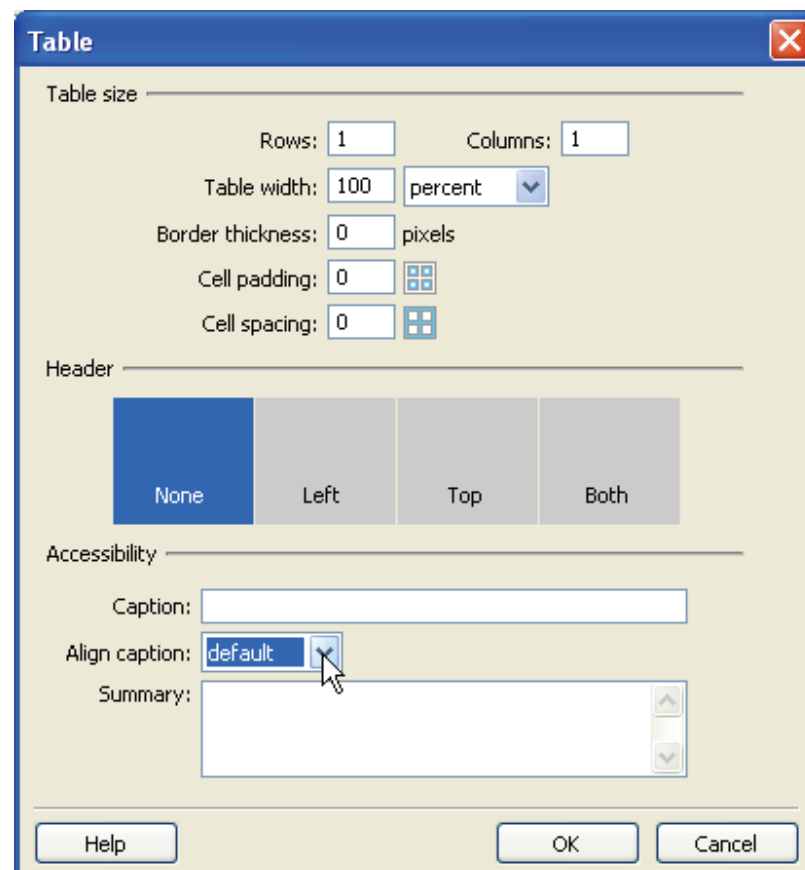 Table
Table size
Rows: 1 Columns: 1
Table width: 100 percent
Border thickness: 0 pixels
Cell padding: 0
Cell spacing: 0
Header
None Left Top Both
Accessibility
Caption:
Align caption: default
Summary:
Help OK Cancel